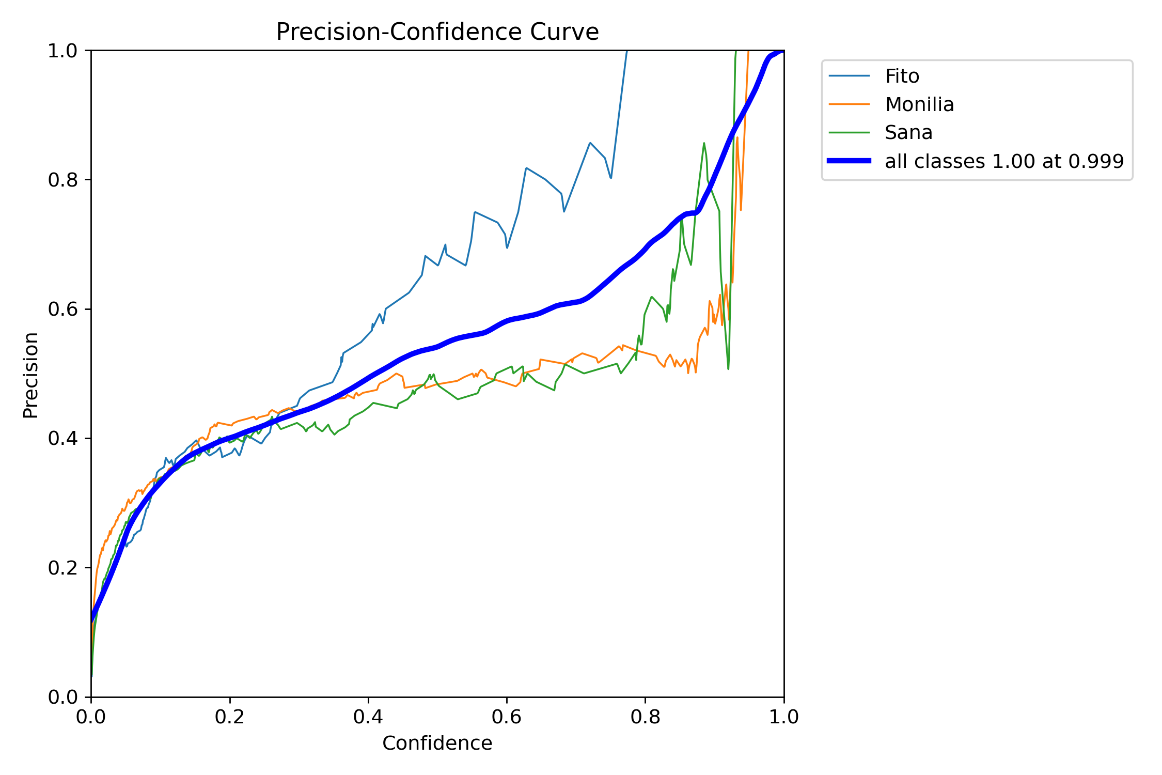 Precision-Confidence Curve
1.0
0.8
0.6
0.4
0.2
0.0
Precision
0.0 0.2 0.4 0.6 0.8 1.0
Confidence
Fito
Monilia
Sana
all classes 1.00 at 0.999